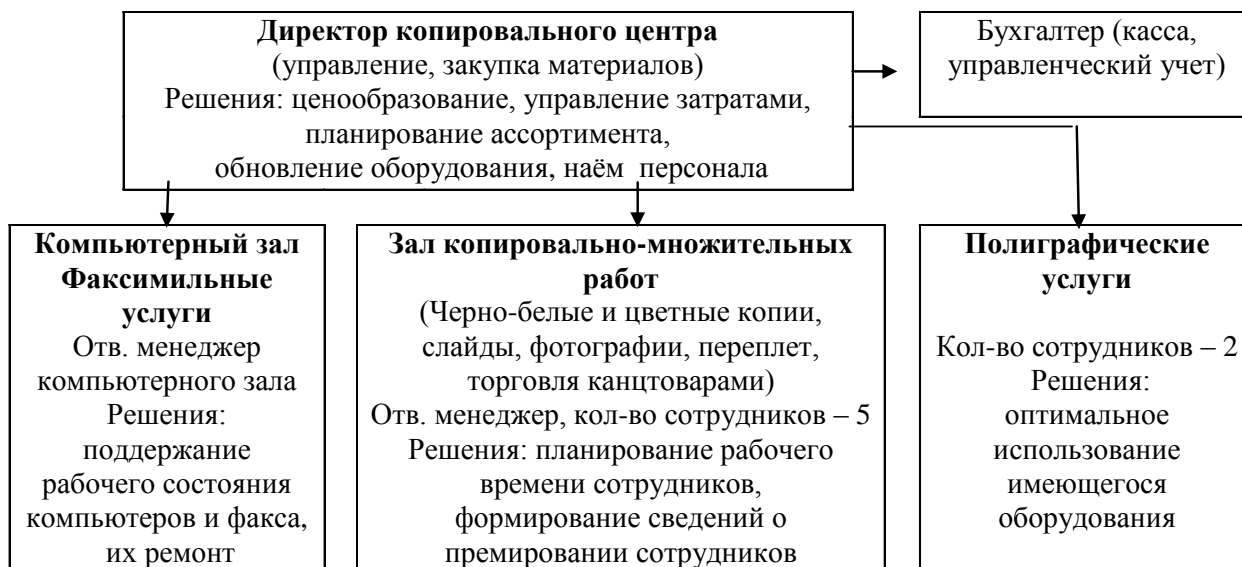 Директор копировального центра
(управление, закупка материалов)
Решения: ценообразование, управление затратами,
планирование ассортимента,
обновление оборудования, наём персонала
Бухгалтер (касса,
управленческий учет)
Компьютерный зал
Факсимильные
услуги
Отв. менеджер
компьютерного зала
Решения:
поддержание
рабочего состояния
компьютеров и факса,
их ремонт
Зал копировально-множительных
работ
(Черно-белые и цветные копии,
слайды, фотографии, переплет,
торговля канцтоварами)
Отв. менеджер, кол-во сотрудников – 5
Решения: планирование рабочего
времени сотрудников,
формирование сведений о
премировании сотрудников
Полиграфические
услуги
Кол-во сотрудников – 2
Решения:
оптимальное
использование
имеющегося
оборудования